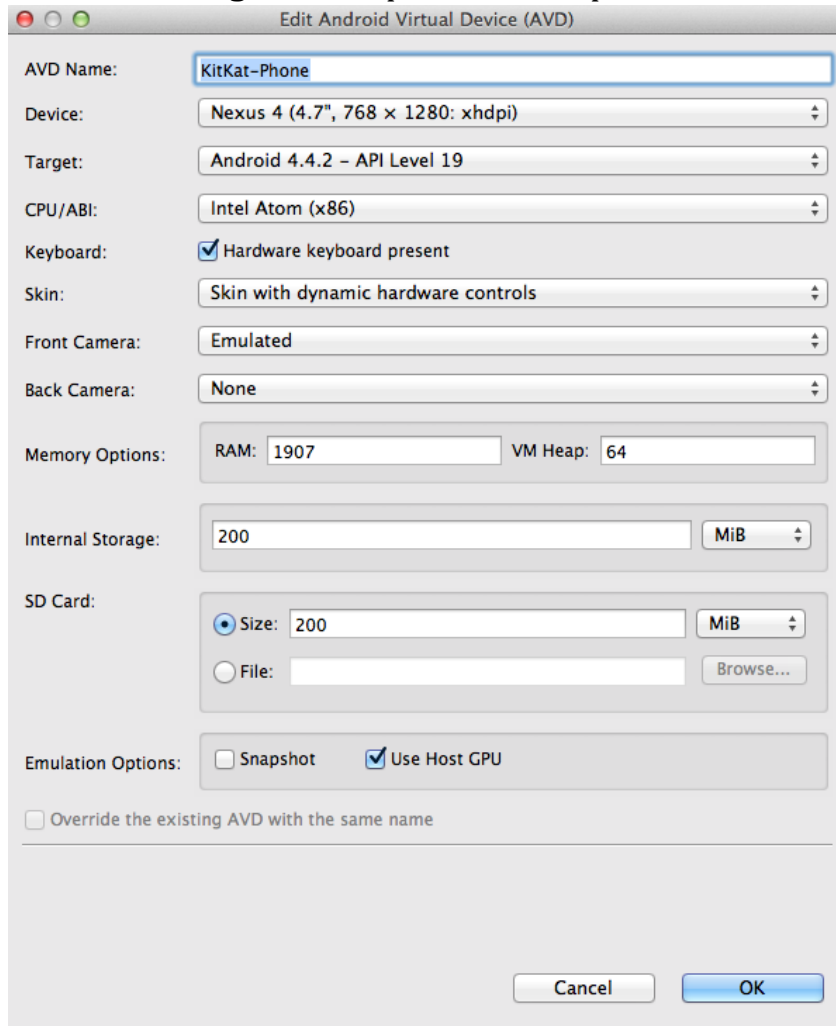 Edit Android Virtual Device (AVD)
AVD Name: KitKat-Phone
Device: Nexus 4 (4.7", 768 × 1280: xhdpi)
Target: Android 4.4.2 – API Level 19
CPU/ABI: Intel Atom (x86)
Keyboard: Hardware keyboard present
Skin: Skin with dynamic hardware controls
Front Camera: Emulated
Back Camera: None
Memory Options: RAM: 1907 VM Heap: 64
Internal Storage: 200 MiB
SD Card:
Size: 200 MiB
File: Browse...
Emulation Options: Snapshot Use Host GPU
Override the existing AVD with the same name
Cancel OK